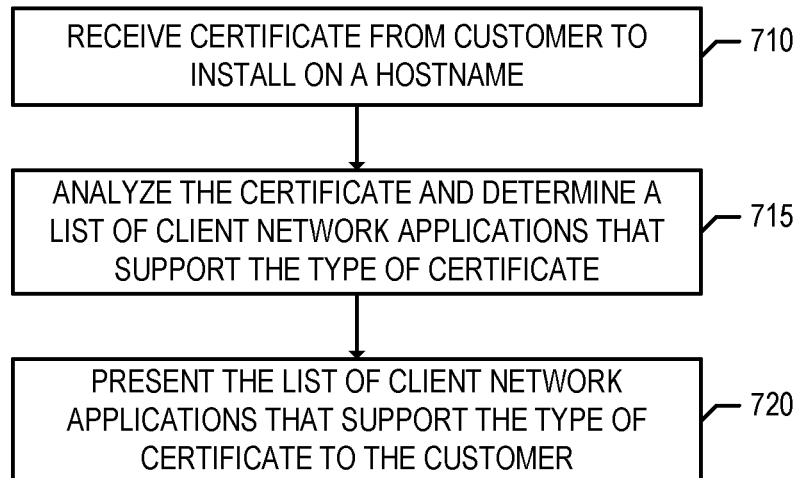 RECEIVE CERTIFICATE FROM CUSTOMER TO
INSTALL ON A HOSTNAME
710
ANALYZE THE CERTIFICATE AND DETERMINE A
LIST OF CLIENT NETWORK APPLICATIONS THAT
SUPPORT THE TYPE OF CERTIFICATE
715
PRESENT THE LIST OF CLIENT NETWORK
APPLICATIONS THAT SUPPORT THE TYPE OF
CERTIFICATE TO THE CUSTOMER
720